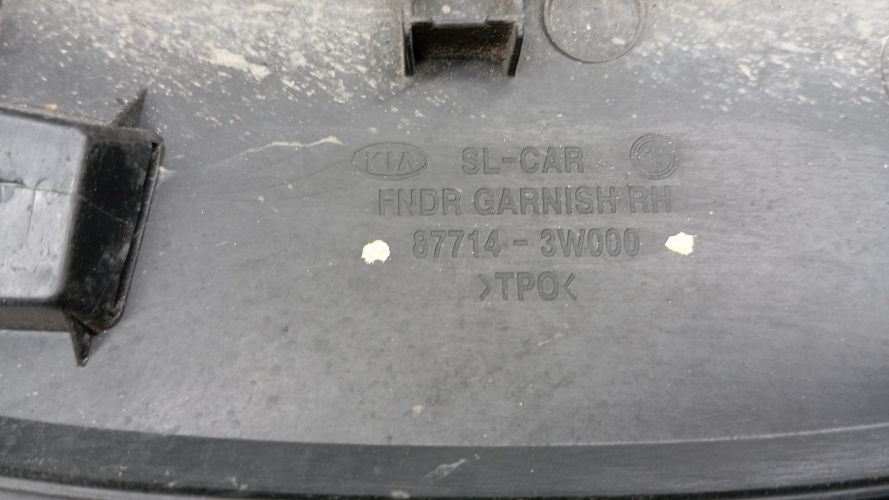 KIA SL-CAR
FNDR GARNISH RH
87714-3W000
>TPO<